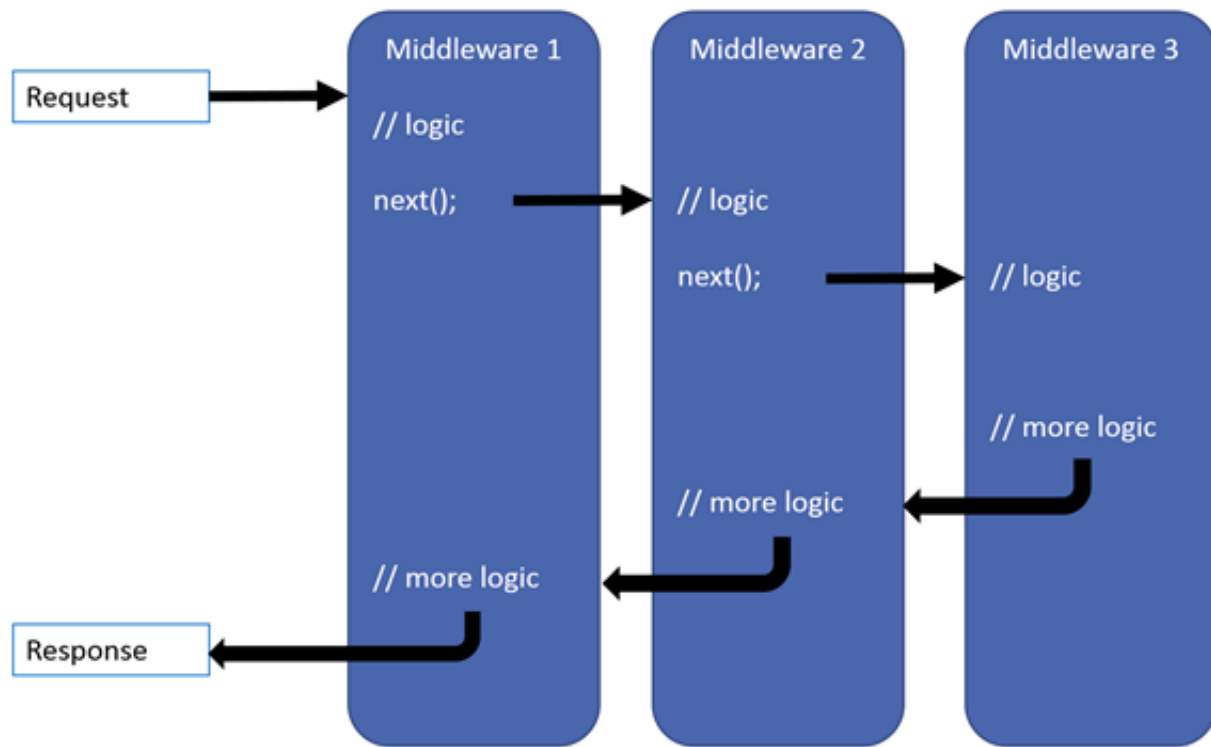 Middleware 1
Middleware 2
Middleware 3
Request
// logic
next();
// logic
next();
// logic
// more logic
// more logic
// more logic
Response